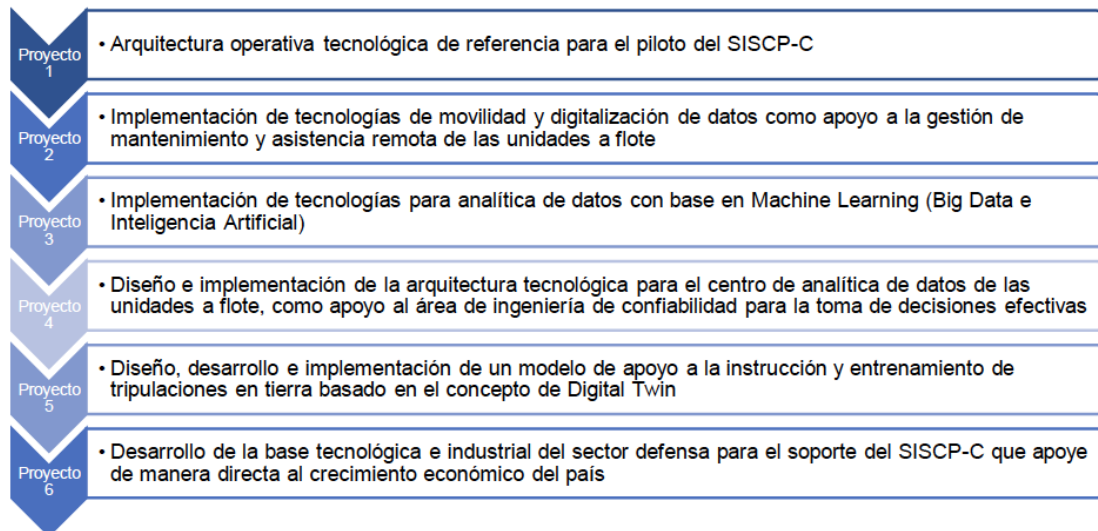 Proyecto
1
• Arquitectura operativa tecnológica de referencia para el piloto del SISCP-C
Proyecto
2
• Implementación de tecnologías de movilidad y digitalización de datos como apoyo a la gestión de
mantenimiento y asistencia remota de las unidades a flote
Proyecto
3
• Implementación de tecnologías para analítica de datos con base en Machine Learning (Big Data e
Inteligencia Artificial)
Proyecto
4
• Diseño e implementación de la arquitectura tecnológica para el centro de analítica de datos de las
unidades a flote, como apoyo al área de ingeniería de confiabilidad para la toma de decisiones efectivas
Proyecto
5
• Diseño, desarrollo e implementación de un modelo de apoyo a la instrucción y entrenamiento de
tripulaciones en tierra basado en el concepto de Digital Twin
Proyecto
6
• Desarrollo de la base tecnológica e industrial del sector defensa para el soporte del SISCP-C que apoye
de manera directa al crecimiento económico del país